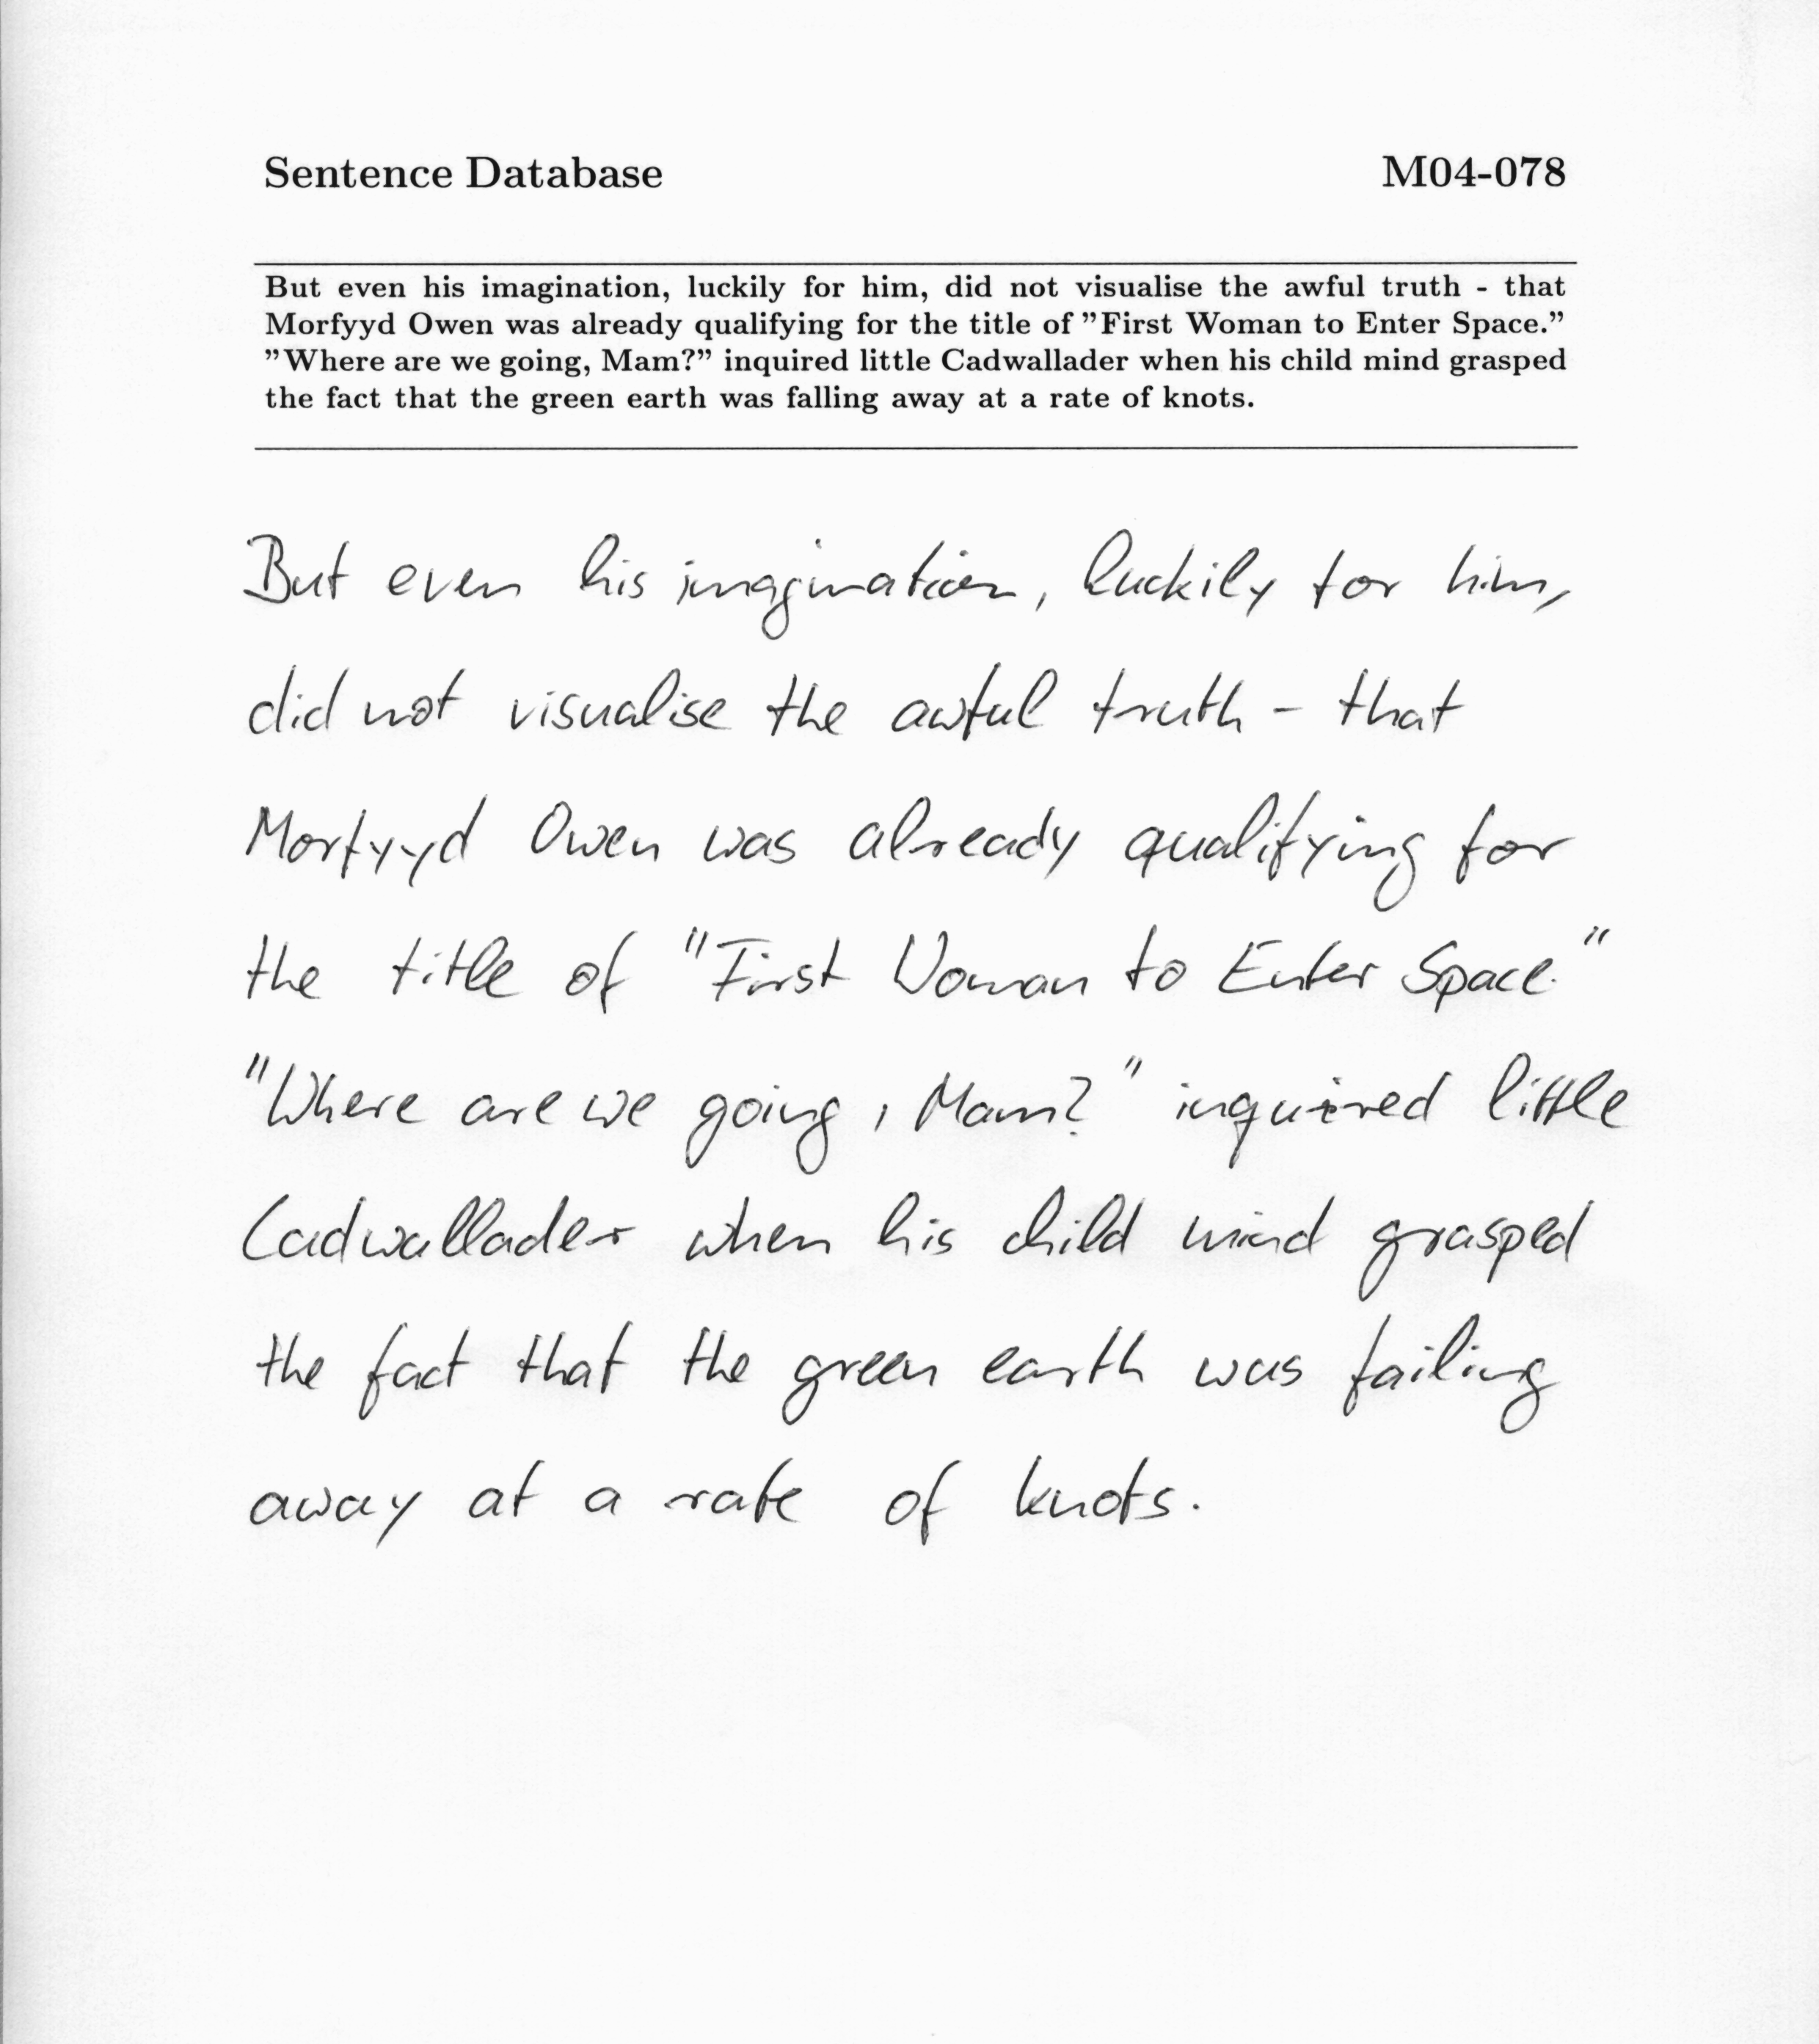 Sentence Database M04-078
But even his imagination, luckily for him, did not visualise the awful truth - that
Morfyyd Owen was already qualifying for the title of ”First Woman to Enter Space.”
”Where are we going, Mam?” inquired little Cadwallader when his child mind grasped
the fact that the green earth was falling away at a rate of knots.
But even his imagination, luckily for him,
did not visualise the awful truth - that
Morfyyd Owen was already qualifying for
the title of "First Woman to Enter Space."
"Where are we going, Mam?" inquired little
Cadwallader when his child mind grasped
the fact that the green earth was failing
away at a rate of knots.